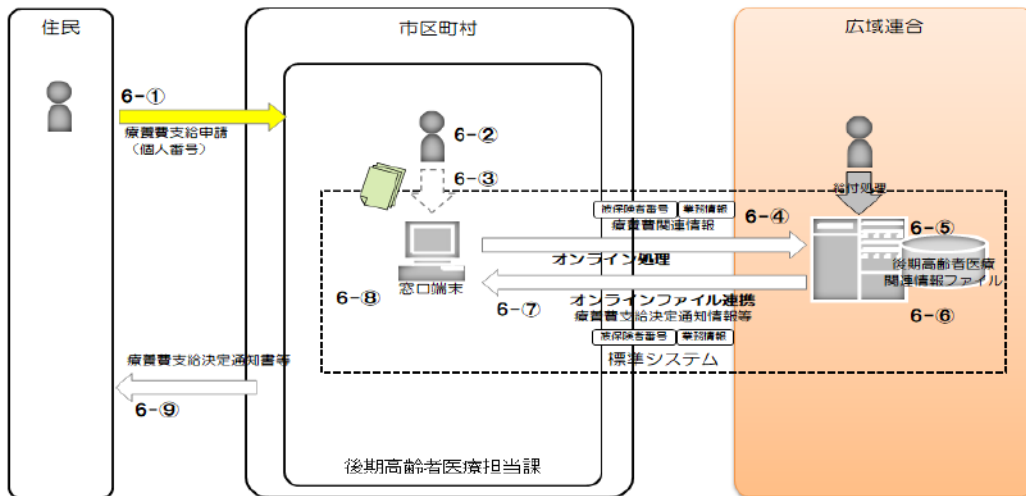 住民
市区町村
広域連合
6-①
療養費支給申請
（個人番号）
6-②
6-③
給付処理
被保険者番号
業務情報
6-④
療養費関連情報
6-⑤
オンライン処理
後期高齢者医療
関連情報ファイル
窓口端末
6-⑧
6-⑦
オンラインファイル連携
療養費支給決定通知情報等
6-⑥
被保険者番号
業務情報
標準システム
療養費支給決定通知書等
6-⑨
後期高齢者医療担当課